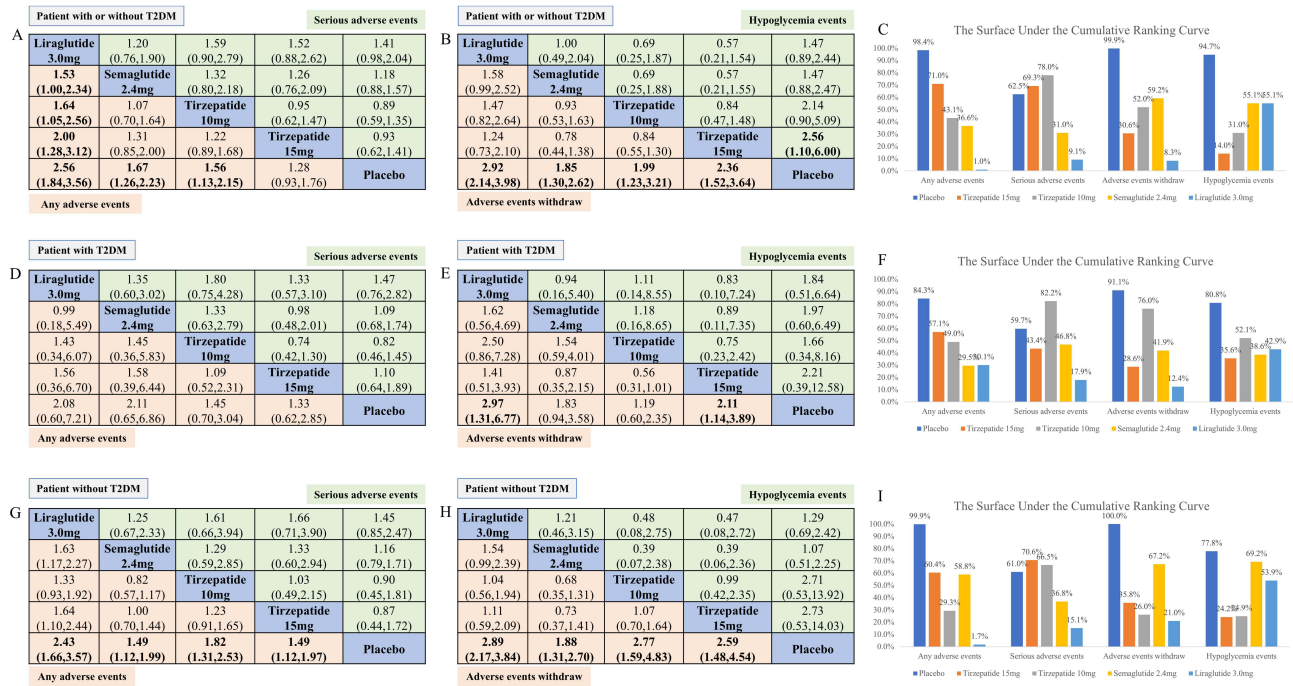 Patient with or without T2DM
Serious adverse events
A
Liraglutide 3.0mg 1.20 (0.76,1.90) 1.59 (0.90,2.79) 1.52 (0.88,2.62) 1.41 (0.98,2.04)
1.53 (1.00,2.34) Semaglutide 2.4mg 1.32 (0.80,2.18) 1.26 (0.76,2.09) 1.18 (0.88,1.57)
1.64 (1.05,2.56) 1.07 (0.70,1.64) Tirzepatide 10mg 0.95 (0.62,1.47) 0.89 (0.59,1.35)
2.00 (1.28,3.12) 1.31 (0.85,2.00) 1.22 (0.89,1.68) Tirzepatide 15mg 0.93 (0.62,1.41)
2.56 (1.84,3.56) 1.67 (1.26,2.23) 1.56 (1.13,2.15) 1.28 (0.93,1.76) Placebo
Any adverse events
Patient with or without T2DM
Hypoglycemia events
B
Liraglutide 3.0mg 1.00 (0.49,2.04) 0.69 (0.25,1.87) 0.57 (0.21,1.54) 1.47 (0.89,2.44)
1.58 (0.99,2.52) Semaglutide 2.4mg 0.69 (0.25,1.88) 0.57 (0.21,1.55) 1.47 (0.88,2.47)
1.47 (0.82,2.64) 0.93 (0.53,1.63) Tirzepatide 10mg 0.84 (0.47,1.48) 2.14 (0.90,5.09)
1.24 (0.73,2.10) 0.78 (0.44,1.38) 0.84 (0.55,1.30) Tirzepatide 15mg 2.56 (1.10,6.00)
2.92 (2.14,3.98) 1.85 (1.30,2.62) 1.99 (1.23,3.21) 2.36 (1.52,3.64) Placebo
Adverse events withdraw
C
The Surface Under the Cumulative Ranking Curve
100.0%
90.0%
80.0%
70.0%
60.0%
50.0%
40.0%
30.0%
20.0%
10.0%
0.0%
98.4% 71.0% 43.1% 36.6% 1.0%
62.5% 69.3% 78.0% 31.0% 9.1%
99.9% 30.6% 52.0% 59.2% 8.3%
94.7% 14.0% 31.0% 55.1% 55.1%
Any adverse events Serious adverse events Adverse events withdraw Hypoglycemia events
Placebo Tirzepatide 15mg Tirzepatide 10mg Semaglutide 2.4mg Liraglutide 3.0mg
Patient with T2DM
Serious adverse events
D
Liraglutide 3.0mg 1.35 (0.60,3.02) 1.80 (0.75,4.28) 1.33 (0.57,3.10) 1.47 (0.76,2.82)
0.99 (0.18,5.49) Semaglutide 2.4mg 1.33 (0.63,2.79) 0.98 (0.48,2.01) 1.09 (0.68,1.74)
1.43 (0.34,6.07) 1.45 (0.36,5.83) Tirzepatide 10mg 0.74 (0.42,1.30) 0.82 (0.46,1.45)
1.56 (0.36,6.70) 1.58 (0.39,6.44) 1.09 (0.52,2.31) Tirzepatide 15mg 1.10 (0.64,1.89)
2.08 (0.60,7.21) 2.11 (0.65,6.86) 1.45 (0.70,3.04) 1.33 (0.62,2.85) Placebo
Any adverse events
Patient with T2DM
Hypoglycemia events
E
Liraglutide 3.0mg 0.94 (0.16,5.40) 1.11 (0.14,8.55) 0.83 (0.10,7.24) 1.84 (0.51,6.64)
1.62 (0.56,4.69) Semaglutide 2.4mg 1.18 (0.16,8.65) 0.89 (0.11,7.35) 1.97 (0.60,6.49)
2.50 (0.86,7.28) 1.54 (0.59,4.01) Tirzepatide 10mg 0.75 (0.23,2.42) 1.66 (0.34,8.16)
1.41 (0.51,3.93) 0.87 (0.35,2.15) 0.56 (0.31,1.01) Tirzepatide 15mg 2.21 (0.39,12.58)
2.97 (1.31,6.77) 1.83 (0.94,3.58) 1.19 (0.60,2.35) 2.11 (1.14,3.89) Placebo
Adverse events withdraw
F
The Surface Under the Cumulative Ranking Curve
100.0%
90.0%
80.0%
70.0%
60.0%
50.0%
40.0%
30.0%
20.0%
10.0%
0.0%
84.3% 57.1% 49.0% 29.5% 30.1%
59.7% 43.4% 82.2% 46.8% 17.9%
91.1% 28.6% 76.0% 41.9% 12.4%
80.8% 35.6% 52.1% 38.6% 42.9%
Any adverse events Serious adverse events Adverse events withdraw Hypoglycemia events
Placebo Tirzepatide 15mg Tirzepatide 10mg Semaglutide 2.4mg Liraglutide 3.0mg
Patient without T2DM
Serious adverse events
G
Liraglutide 3.0mg 1.25 (0.67,2.33) 1.61 (0.66,3.94) 1.66 (0.71,3.90) 1.45 (0.85,2.47)
1.63 (1.17,2.27) Semaglutide 2.4mg 1.29 (0.59,2.85) 1.33 (0.60,2.94) 1.16 (0.79,1.71)
1.33 (0.93,1.92) 0.82 (0.57,1.17) Tirzepatide 10mg 1.03 (0.49,2.15) 0.90 (0.45,1.81)
1.64 (1.10,2.44) 1.00 (0.70,1.44) 1.23 (0.91,1.65) Tirzepatide 15mg 0.87 (0.44,1.72)
2.43 (1.66,3.57) 1.49 (1.12,1.99) 1.82 (1.31,2.53) 1.49 (1.12,1.97) Placebo
Any adverse events
Patient without T2DM
Hypoglycemia events
H
Liraglutide 3.0mg 1.21 (0.46,3.15) 0.48 (0.08,2.75) 0.47 (0.08,2.72) 1.29 (0.69,2.42)
1.54 (0.99,2.39) Semaglutide 2.4mg 0.39 (0.07,2.38) 0.39 (0.06,2.36) 1.07 (0.51,2.25)
1.04 (0.56,1.94) 0.68 (0.35,1.31) Tirzepatide 10mg 0.99 (0.42,2.35) 2.71 (0.53,13.92)
1.11 (0.59,2.09) 0.73 (0.37,1.41) 1.07 (0.70,1.64) Tirzepatide 15mg 2.73 (0.53,14.03)
2.89 (2.17,3.84) 1.88 (1.31,2.70) 2.77 (1.59,4.83) 2.59 (1.48,4.54) Placebo
Adverse events withdraw
I
The Surface Under the Cumulative Ranking Curve
100.0%
90.0%
80.0%
70.0%
60.0%
50.0%
40.0%
30.0%
20.0%
10.0%
0.0%
99.9% 60.4% 29.3% 58.8% 1.7%
61.0% 70.6% 66.5% 36.8% 15.1%
100.0% 35.8% 26.0% 67.2% 21.0%
77.8% 24.2% 24.9% 69.2% 53.9%
Any adverse events Serious adverse events Adverse events withdraw Hypoglycemia events
Placebo Tirzepatide 15mg Tirzepatide 10mg Semaglutide 2.4mg Liraglutide 3.0mg